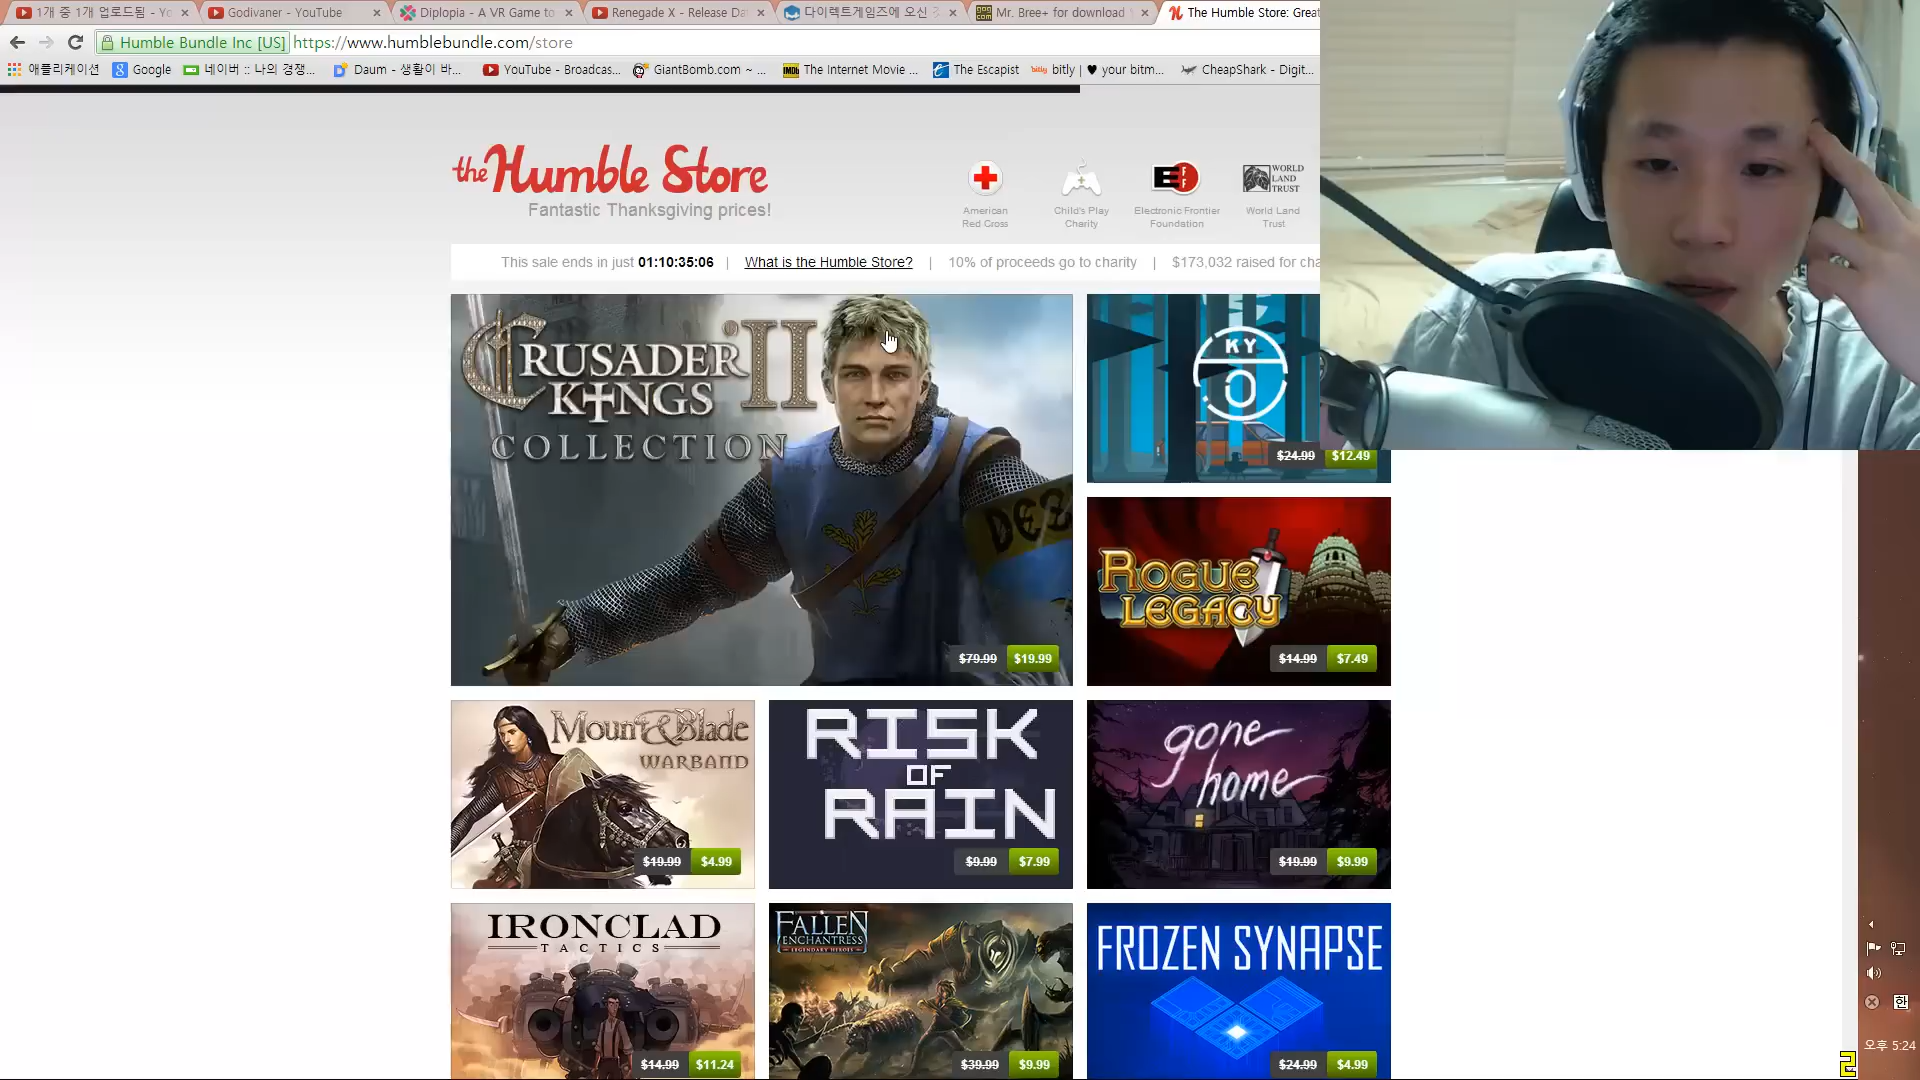 1개 중 1개 업로드됨 - Yo
Godivaner - YouTube
Diplopia - A VR Game to
Renegade X - Release Da
다이렉트게임즈에 오신 것
Mr. Bree+ for download
The Humble Store: Grea
Humble Bundle Inc [US]
https://www.humblebundle.com/store
애플리케이션
Google
네이버 :: 나의 경쟁...
Daum - 생활이 바...
YouTube - Broadcas...
GiantBomb.com ~ ...
The Internet Movie ...
The Escapist
bitly | ♥ your bitm...
CheapShark - Digit...
the Humble Store
Fantastic Thanksgiving prices!
American
Red Cross
Child's Play
Charity
EFF
Electronic Frontier
Foundation
WORLD
LAND
TRUST
World Land
Trust
This sale ends in just 01:10:35:06 | What is the Humble Store? | 10% of proceeds go to charity | $173,032 raised for cha
CRUSADER
KINGS II
COLLECTION
$79.99 $19.99
KY
O
$24.99 $12.49
ROGUE
LEGACY
$14.99 $7.49
Mount&Blade
WARBAND
$19.99 $4.99
RISK
OF
RAIN
$9.99 $7.99
gone
home
$19.99 $9.99
IRONCLAD
TACTICS
$14.99 $11.24
FALLEN
ENCHANTRESS
LEGENDARY HEROES
$39.99 $9.99
FROZEN SYNAPSE
$24.99 $4.99
한
오후 5:24
2